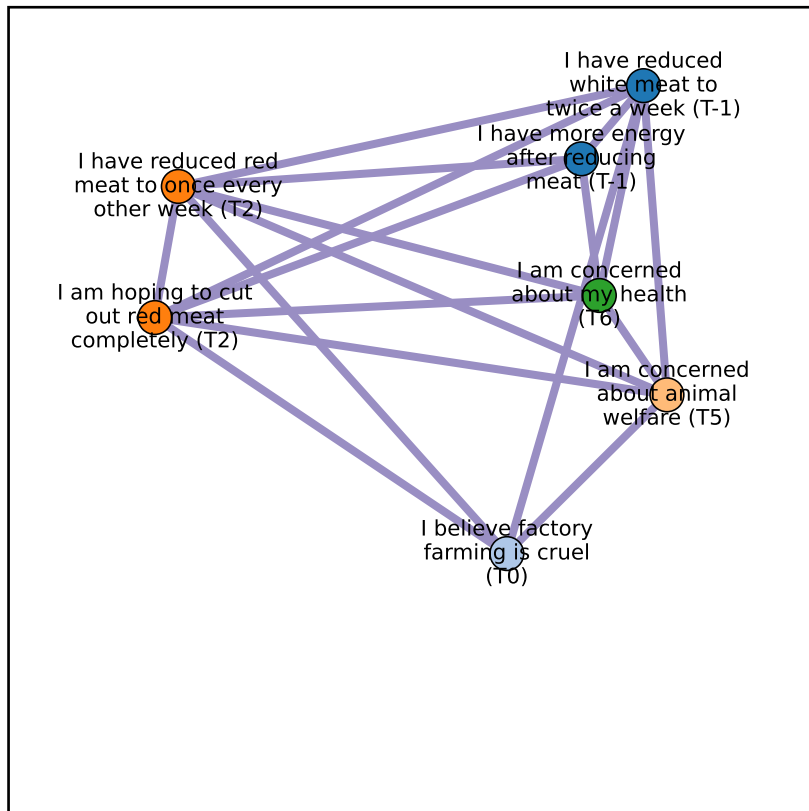 I have reduced
white meat to
twice a week (T-1)
I have more energy
after reducing
meat (T-1)
I have reduced red
meat to once every
other week (T2)
I am concerned
about my health
(T6)
I am hoping to cut
out red meat
completely (T2)
I am concerned
about animal
welfare (T5)
I believe factory
farming is cruel
(T0)